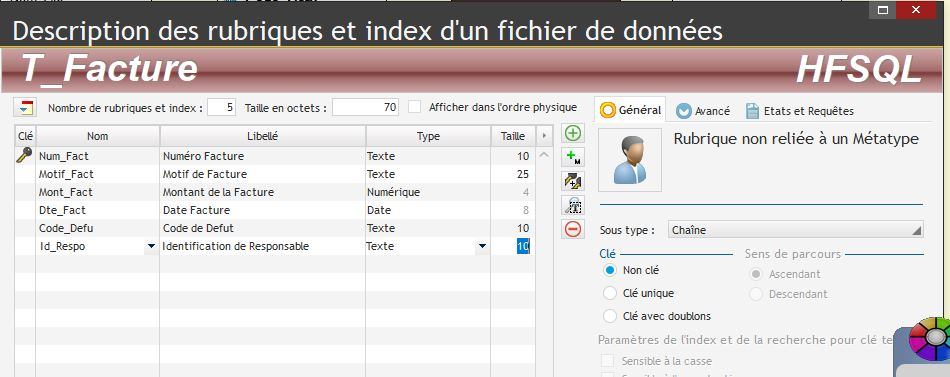 Description des rubriques et index d'un fichier de données
T_Facture HFSQL
Nombre de rubriques et index : 5 Taille en octets : 70 Afficher dans l'ordre physique
Clé Nom Libellé Type Taille
Num_Fact Numéro Facture Texte 10
Motif_Fact Motif de Facture Texte 25
Mont_Fact Montant de la Facture Numérique 4
Dte_Fact Date Facture Date 8
Code_Defu Code de Defut Texte 10
Id_Respo Identification de Responsable Texte 10
Général Avancé Etats et Requêtes
Rubrique non reliée à un Métatype
Sous type : Chaîne
Clé Sens de parcours
Non clé Ascendant
Clé unique Descendant
Clé avec doublons
Paramètres de l'index et de la recherche pour clé te
Sensible à la casse